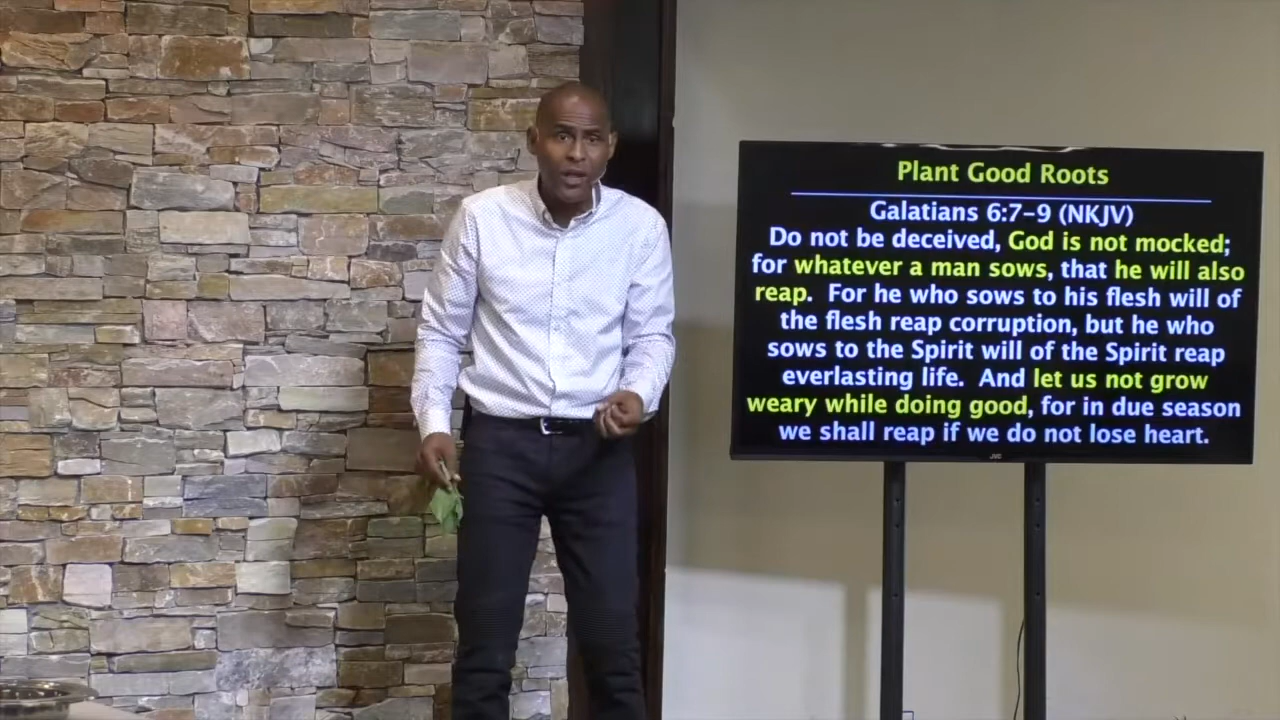 Plant Good Roots
Galatians 6:7-9 (NKJV)
Do not be deceived, God is not mocked;
for whatever a man sows, that he will also
reap. For he who sows to his flesh will of
the flesh reap corruption, but he who
sows to the Spirit will of the Spirit reap
everlasting life. And let us not grow
weary while doing good, for in due season
we shall reap if we do not lose heart.
JVC